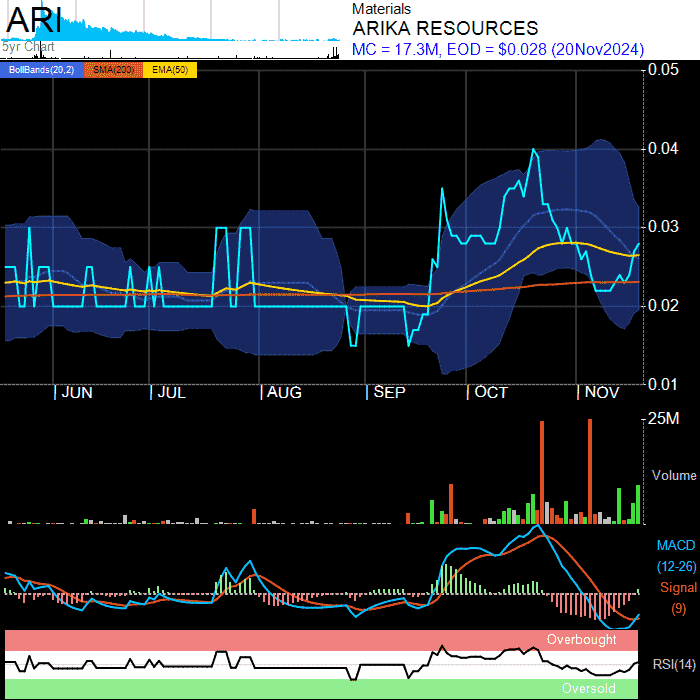 ARI
5yr Chart
Materials
ARIKA RESOURCES
MC = 17.3M, EOD = $0.028 (20Nov2024)
BollBands(20,2) SMA(200) EMA(50)
0.05
0.04
0.03
0.02
0.01
JUN JUL AUG SEP OCT NOV
25M
Volume
MACD
(12-26)
Signal
(9)
Overbought
RSI(14)
Oversold